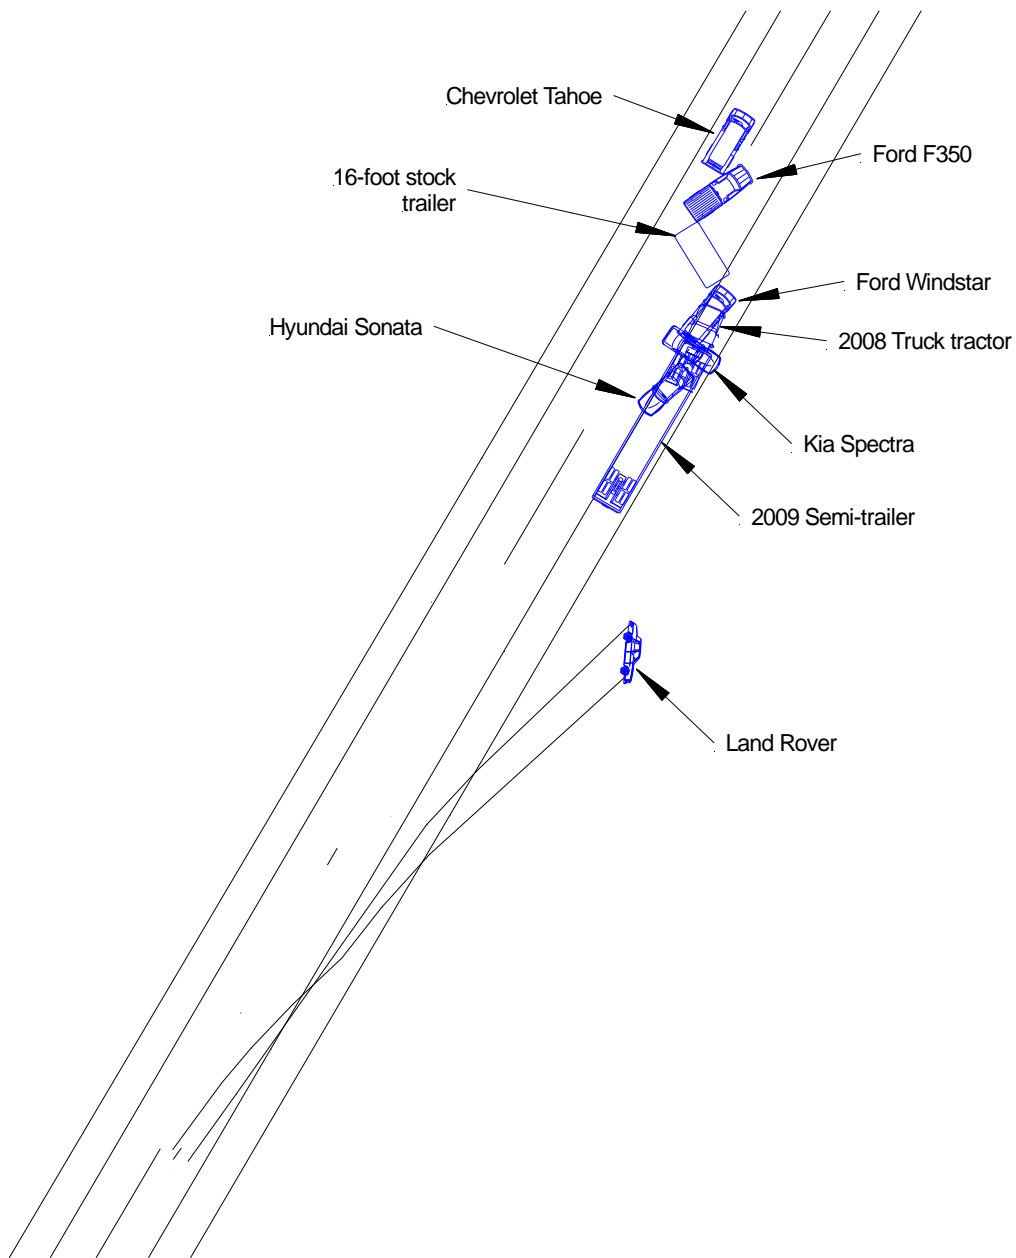 Chevrolet Tahoe
Ford F350
16-foot stock
trailer
Ford Windstar
Hyundai Sonata
2008 Truck tractor
Kia Spectra
2009 Semi-trailer
Land Rover